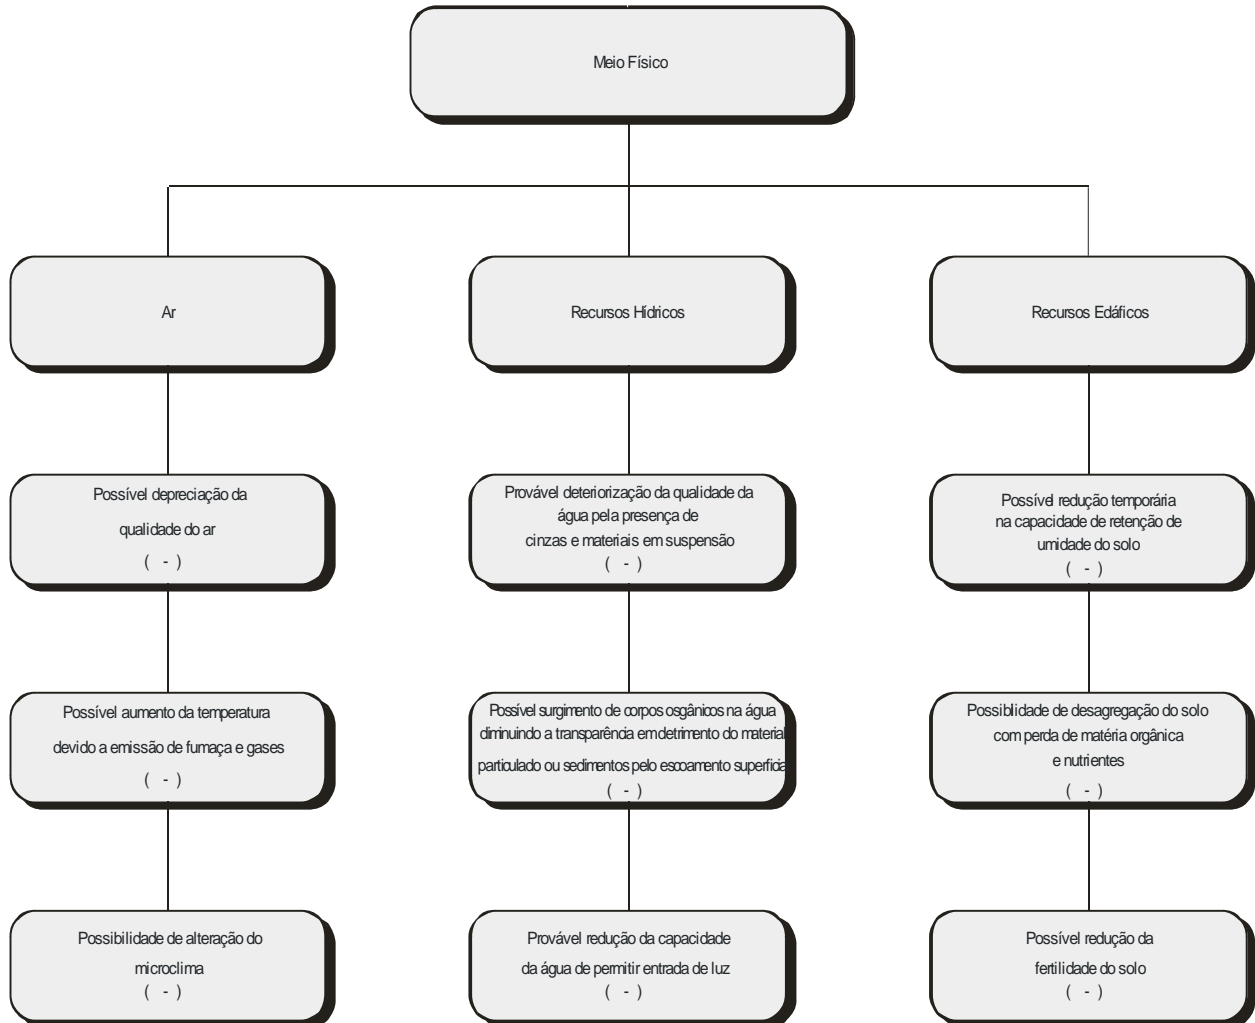 Meio Físico
Ar
Recursos Hídricos
Recursos Edáficos
Possível depreciação da
qualidade do ar
( - )
Provável deteriorização da qualidade da
água pela presença de
cinzas e materiais em suspensão
( - )
Possível redução temporária
na capacidade de retenção de
umidade do solo
( - )
Possível aumento da temperatura
devido a emissão de fumaça e gases
( - )
Possível surgimento de corpos osgânicos na água
diminuindo a transparência em detrimento do material
particulado ou sedimentos pelo escoamento superficia
( - )
Possiblidade de desagregação do solo
com perda de matéria orgânica
e nutrientes
( - )
Possibilidade de alteração do
microclima
( - )
Provável redução da capacidade
da água de permitir entrada de luz
( - )
Possível redução da
fertilidade do solo
( - )